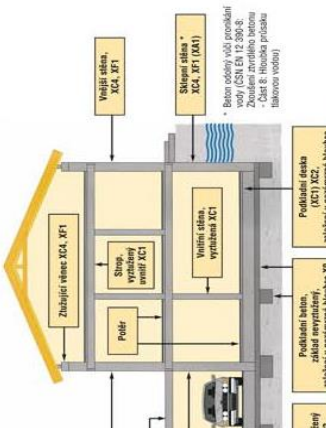 Vnější stěna,
XC4, XF1
Sklepní stěna *
XC4, XF1 (XA1)
* Beton odolný vůči pronikání
vody (ČSN EN 12 390-8:
Zkoušení ztvrdlého betonu
- Část 8: Hloubka průsaku
tlakovou vodou)
Ztužující věnec XC4, XF1
Strop,
vyztužený
uvnitř XC1
Potěr
Vnitřní stěna,
vyztužená XC1
Podkladní deska
(XC1) XC2,
Podkladní beton,
základ nevyztužený,